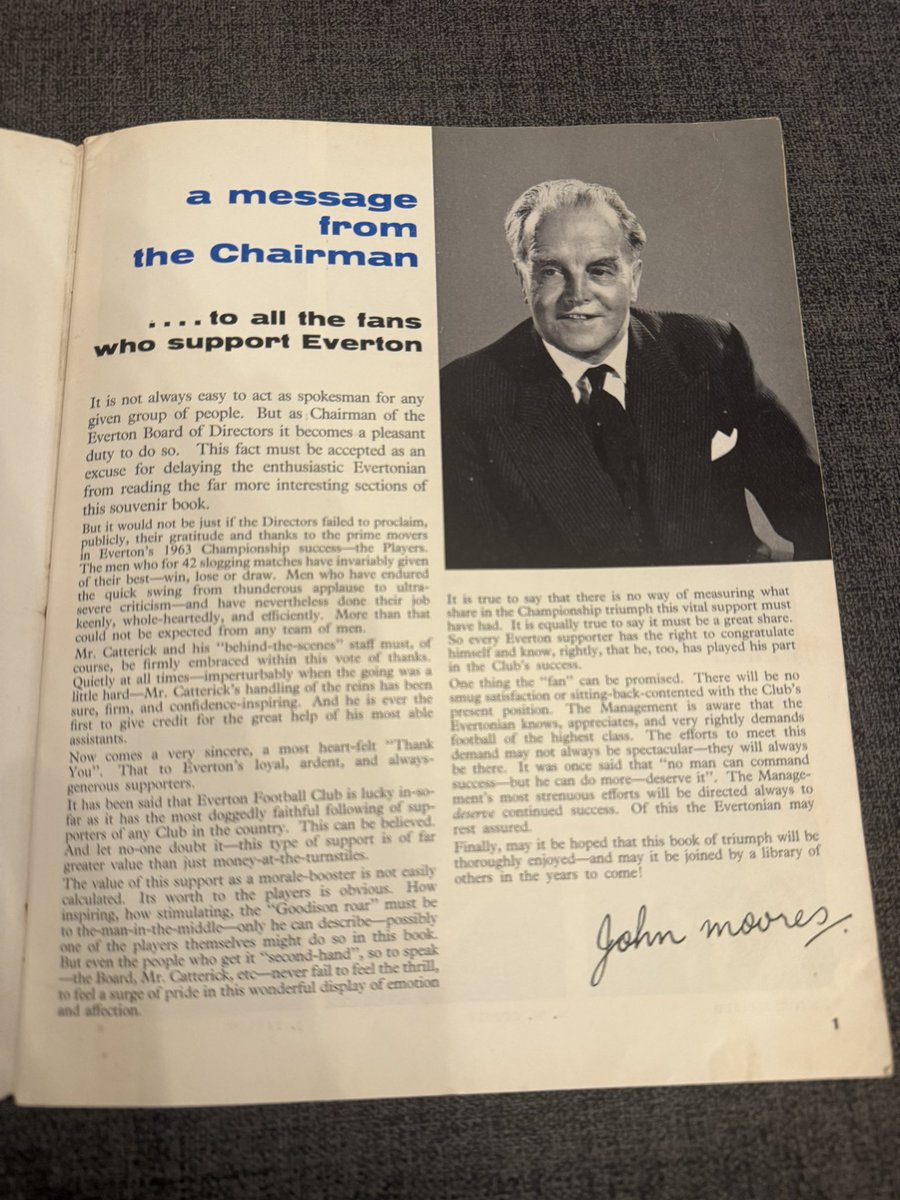 a message
from
the Chairman
....to all the fans
who support Everton
It is not always easy to act as spokesman for any
given group of people. But as Chairman of the
Everton Board of Directors it becomes a pleasant
duty to do so. This fact must be accepted as an
excuse for delaying the enthusiastic Evertonian
from reading the far more interesting sections of
this souvenir book.
But it would not be just if the Directors failed to proclaim,
publicly, their gratitude and thanks to the prime movers
in Everton's 1963 Championship success—the Players.
The men who for 42 slogging matches have invariably given
of their best—win, lose or draw. Men who have endured
the quick swing from thunderous applause to ultra-
severe criticism—and have nevertheless done their job
keenly, whole-heartedly, and efficiently. More than that
could not be expected from any team of men.
Mr. Catterick and his "behind-the-scenes" staff must, of
course, be firmly embraced within this vote of thanks.
Quietly at all times—imperturbably when the going was a
little hard—Mr. Catterick's handling of the reins has been
sure, firm, and confidence-inspiring. And he is ever the
first to give credit for the great help of his most able
assistants.
Now comes a very sincere, a most heart-felt "Thank
You". That to Everton's loyal, ardent, and always-
generous supporters.
It has been said that Everton Football Club is lucky in-so-
far as it has the most doggedly faithful following of sup-
porters of any Club in the country. This can be believed.
And let no-one doubt it—this type of support is of far
greater value than just money-at-the-turnstiles.
The value of this support as a morale-booster is not easily
calculated. Its worth to the players is obvious. How
inspiring, how stimulating, the "Goodison roar" must be
to the-man-in-the-middle—only he can describe—possibly
one of the players themselves might do so in this book.
But even the people who get it "second-hand", so to speak
—the Board, Mr. Catterick, etc—never fail to feel the thrill,
to feel a surge of pride in this wonderful display of emotion
and affection.
It is true to say that there is no way of measuring what
share in the Championship triumph this vital support must
have had. It is equally true to say it must be a great share.
So every Everton supporter has the right to congratulate
himself and know, rightly, that he, too, has played his part
in the Club's success.
One thing the "fan" can be promised. There will be no
smug satisfaction or sitting-back-contented with the Club's
present position. The Management is aware that the
Evertonian knows, appreciates, and very rightly demands
football of the highest class. The efforts to meet this
demand may not always be spectacular—they will always
be there. It was once said that "no man can command
success—but he can do more—deserve it". The Manage-
ment's most strenuous efforts will be directed always to
deserve continued success. Of this the Evertonian may
rest assured.
Finally, may it be hoped that this book of triumph will be
thoroughly enjoyed—and may it be joined by a library of
others in the years to come!
John Moores.
1